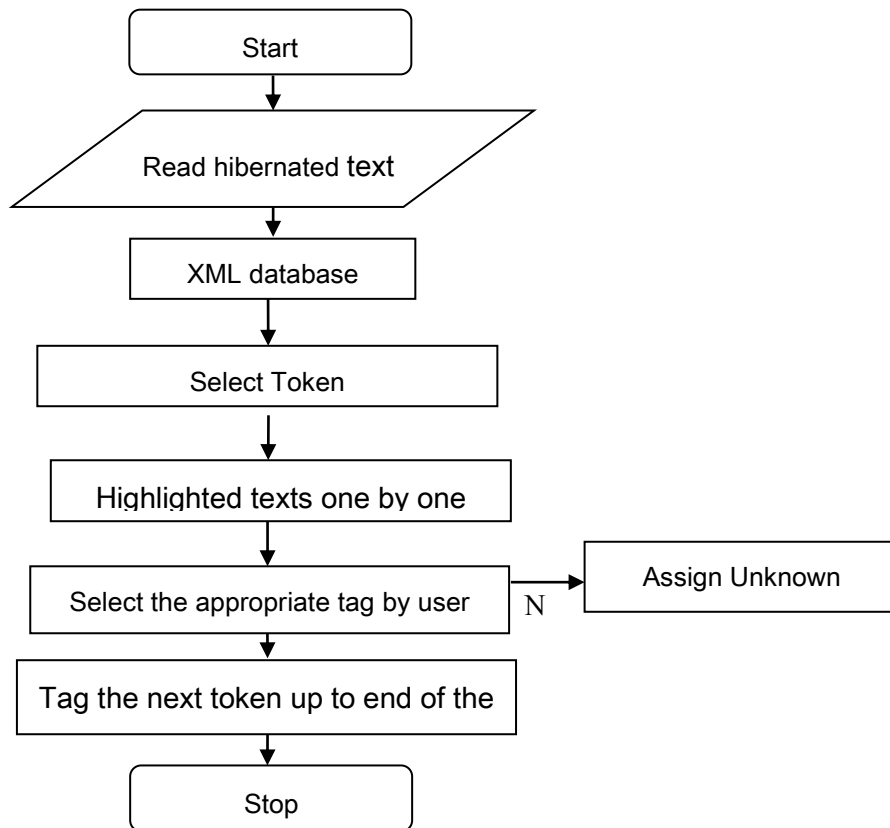 Start
Read hibernated text
XML database
Select Token
Highlighted texts one by one
Select the appropriate tag by user
Assign Unknown
N
Tag the next token up to end of the
Stop